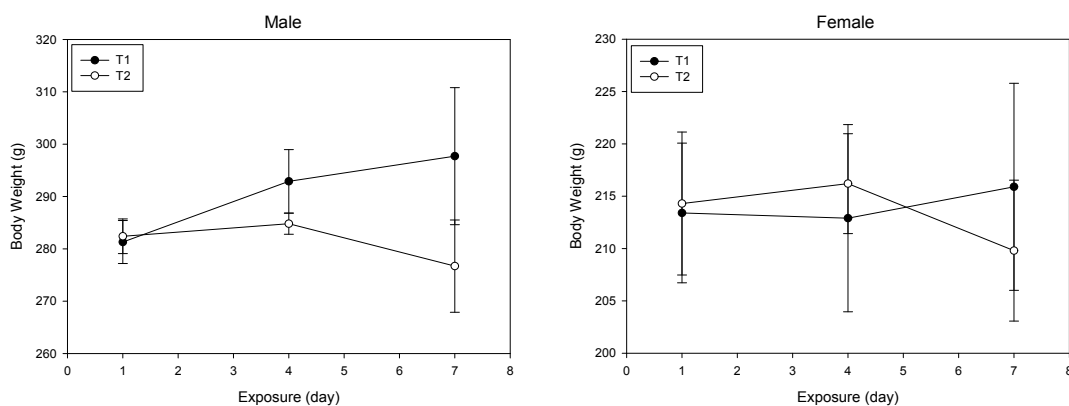 Male
320
310
300
290
280
270
260
Body Weight (g)
T1
T2
0 1 2 3 4 5 6 7 8
Exposure (day)
Female
230
225
220
215
210
205
200
Body Weight (g)
T1
T2
0 1 2 3 4 5 6 7 8
Exposure (day)